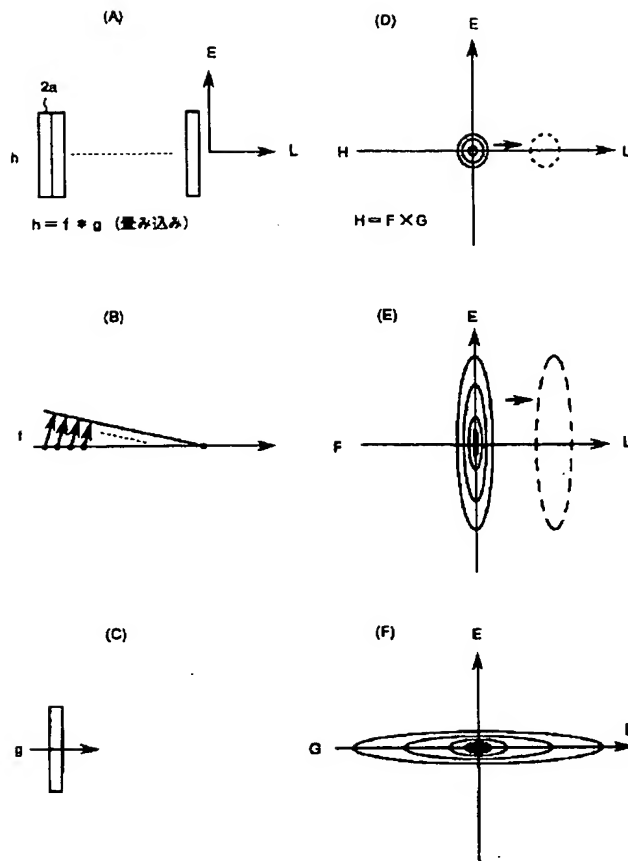 (A)
E
2a
h
L
h = f * g (畳み込み)
(D)
E
H
L
H = F × G
(B)
f
(E)
E
F
L
(C)
g
(F)
E
G